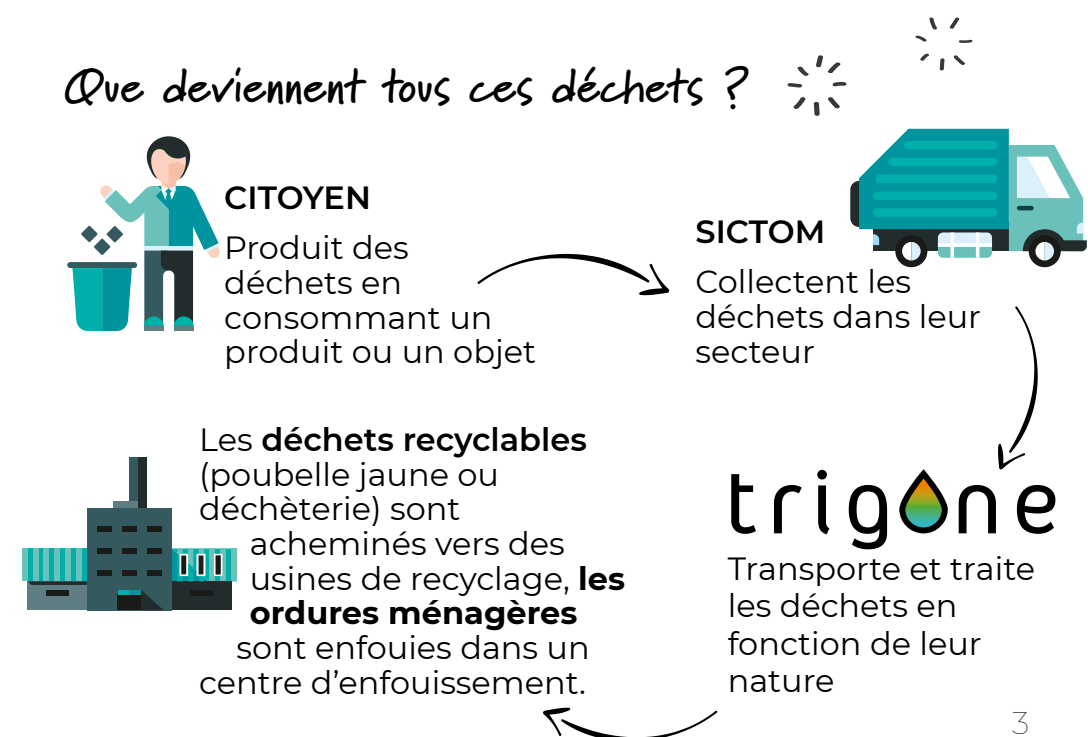 Que deviennent tous ces déchets ?
CITOYEN
Produit des
déchets en
consommant un
produit ou un objet
SICTOM
Collectent les
déchets dans leur
secteur
trigone
Transporte et traite
les déchets en
fonction de leur
nature
Les déchets recyclables
(poubelle jaune ou
déchèterie) sont
acheminés vers des
usines de recyclage, les
ordures ménagères
sont enfouies dans un
centre d'enfouissement.
3